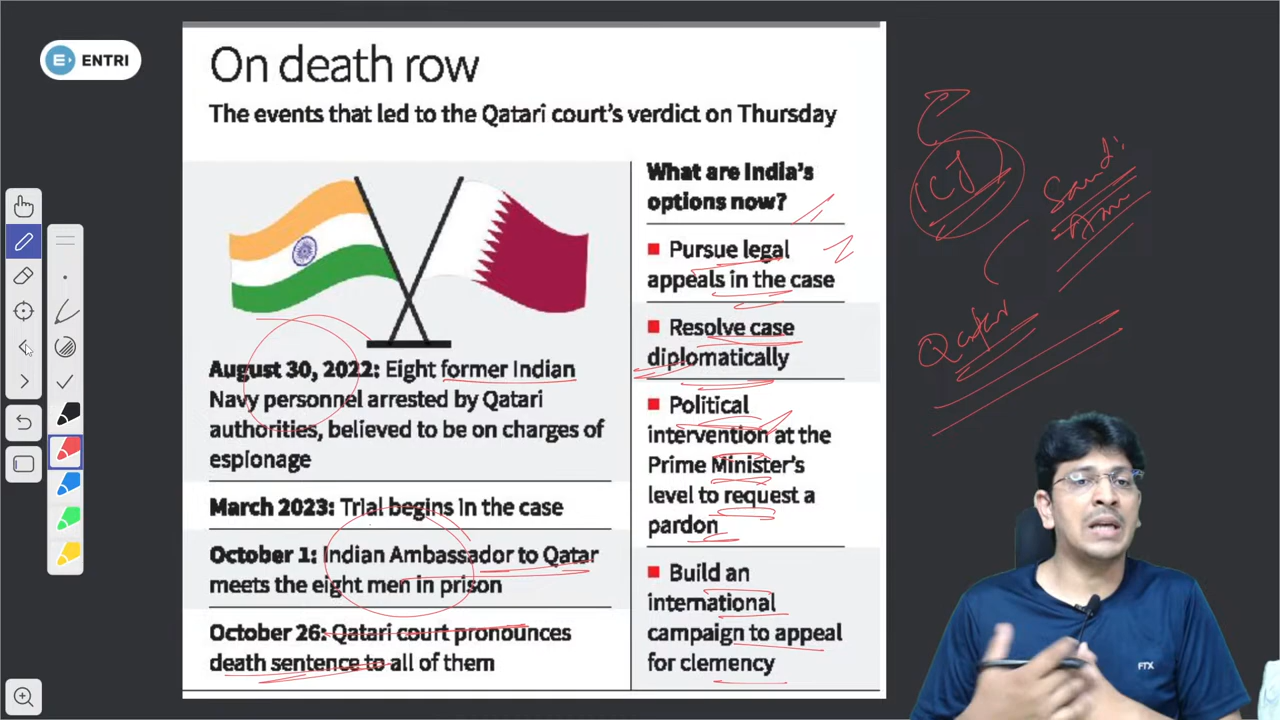 ENTRI
On death row
The events that led to the Qatari court's verdict on Thursday
August 30, 2022: Eight former Indian
Navy personnel arrested by Qatari
authorities, believed to be on charges of
espionage
March 2023: Trial begins in the case
October 1: Indian Ambassador to Qatar
meets the eight men in prison
October 26: Qatari court pronounces
death sentence to all of them
What are India's
options now?
Pursue legal
appeals in the case
Resolve case
diplomatically
Political
intervention at the
Prime Minister's
level to request a
pardon
Build an
international
campaign to appeal
for clemency
ICJ
Saudi
Qatar
FTX